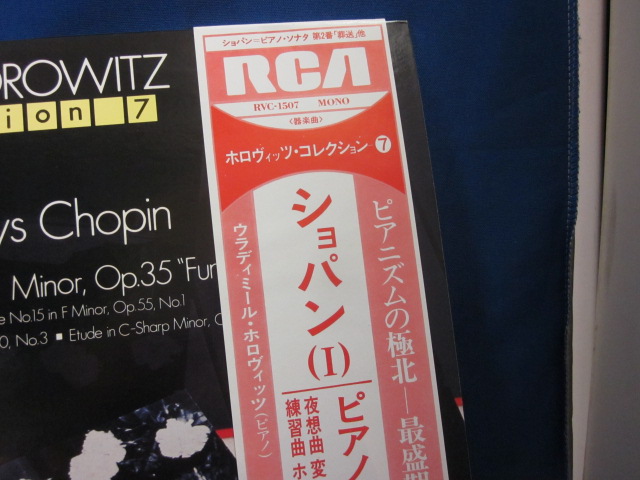 OROWITZ
ion 7
ys Chopin
Minor, Op.35 "Fun
e No.15 in F Minor, Op.55, No.1
0, No.3 ■ Etude in C-Sharp Minor, O
ショパン=ピアノ・ソナタ 第2番「葬送」他
RCA
RVC-1507 MONO
〈器楽曲〉
ホロヴィッツ・コレクション 7
ピアニズムの極北―最盛期
ショパン(I)
ピアノ
夜想曲 変
練習曲 ホ
ウラディミール・ホロヴィッツ(ピアノ)